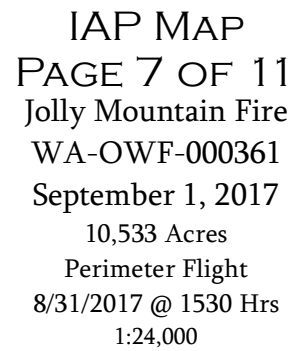 IAP Map
Page 7 of 11
Jolly Mountain Fire
WA-OWF-000361
September 1, 2017
10,533 Acres
Perimeter Flight
8/31/2017 @ 1530 Hrs
1:24,000